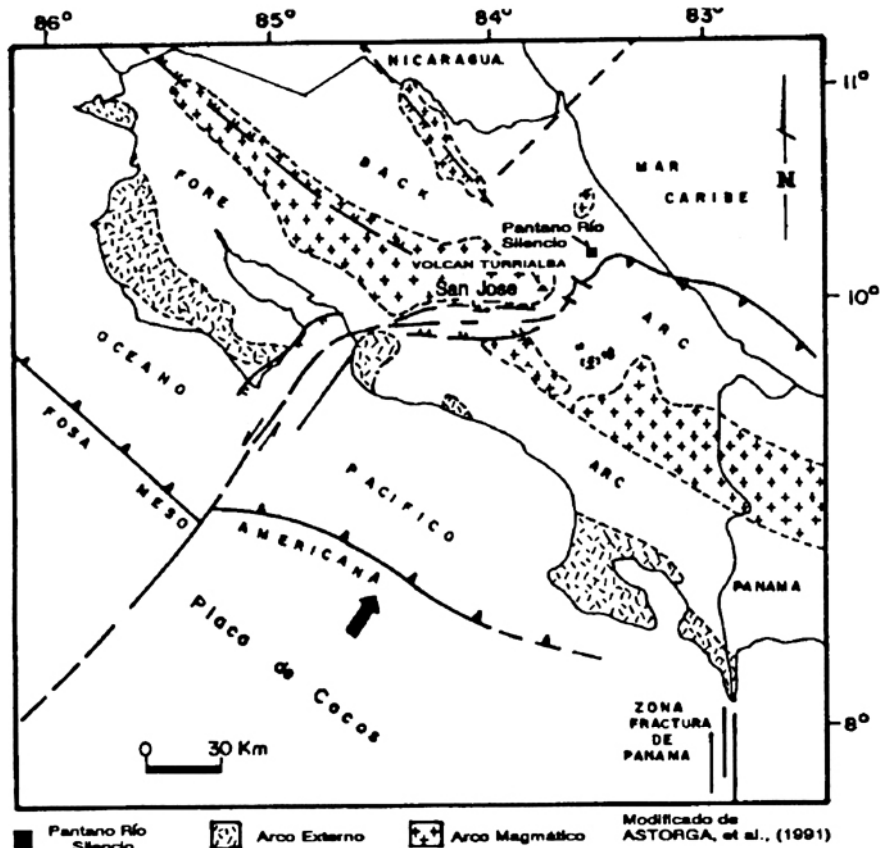 86°
85°
84°
83°
NICARAGUA
11°
MAR
CARIBE
N
BACK
FORE
Pantano Río
Silencio
VOLCAN TURRIALBA
San Jose
10°
ARC
OCEANO
FOSA
MESO
AMERICANA
PACIFICO
ARC
PANAMA
Placa de Cocos
8°
ZONA
FRACTURA
DE
PANAMA
0 30 Km
Pantano Río
Silencio
Arco Externo
Arco Magmático
Modificado de
ASTORGA, et al., (1991)